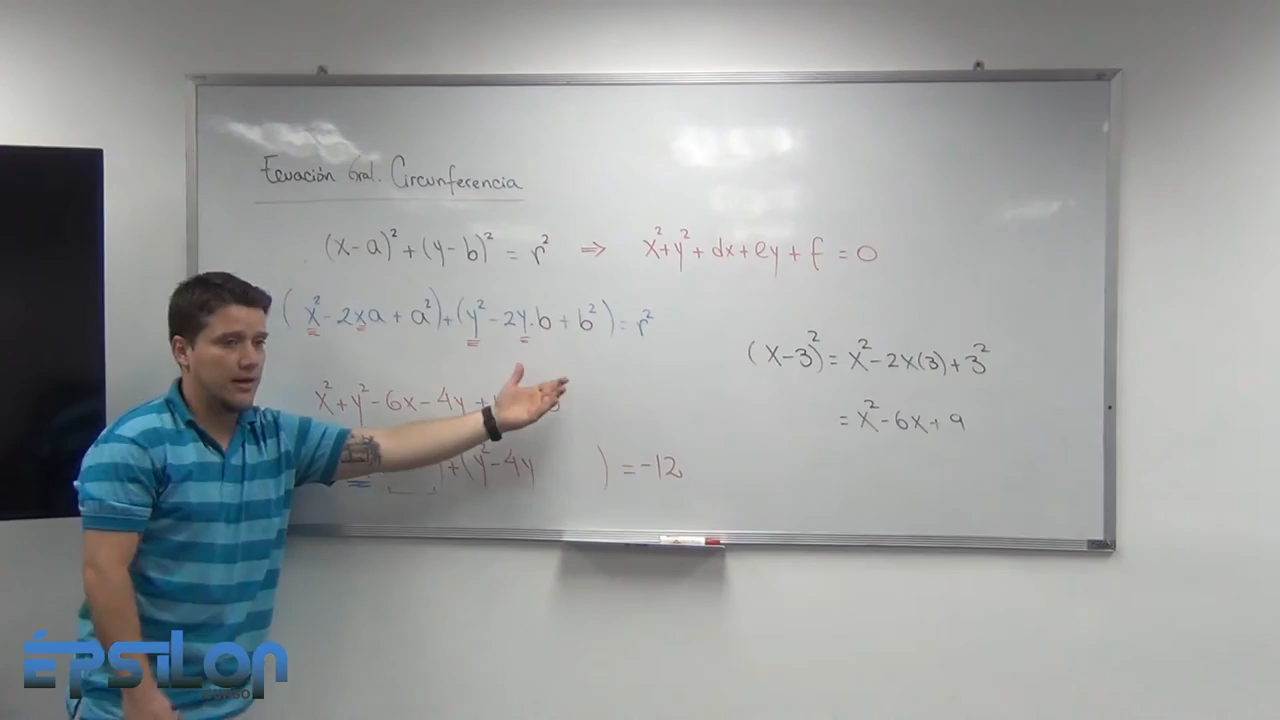 Ecuación Gral. Circunferencia
(x-a)² + (y-b)² = r² ⇒ x²+y²+dx+ey+f = 0
(x²-2xa+a²)+(y²-2y.b+b²)=r²
(x-3)² = x²-2x(3)+3²
x²+y²-6x-4y+
= x²-6x+9
+(y²-4y ) = -12
ÉPSILON